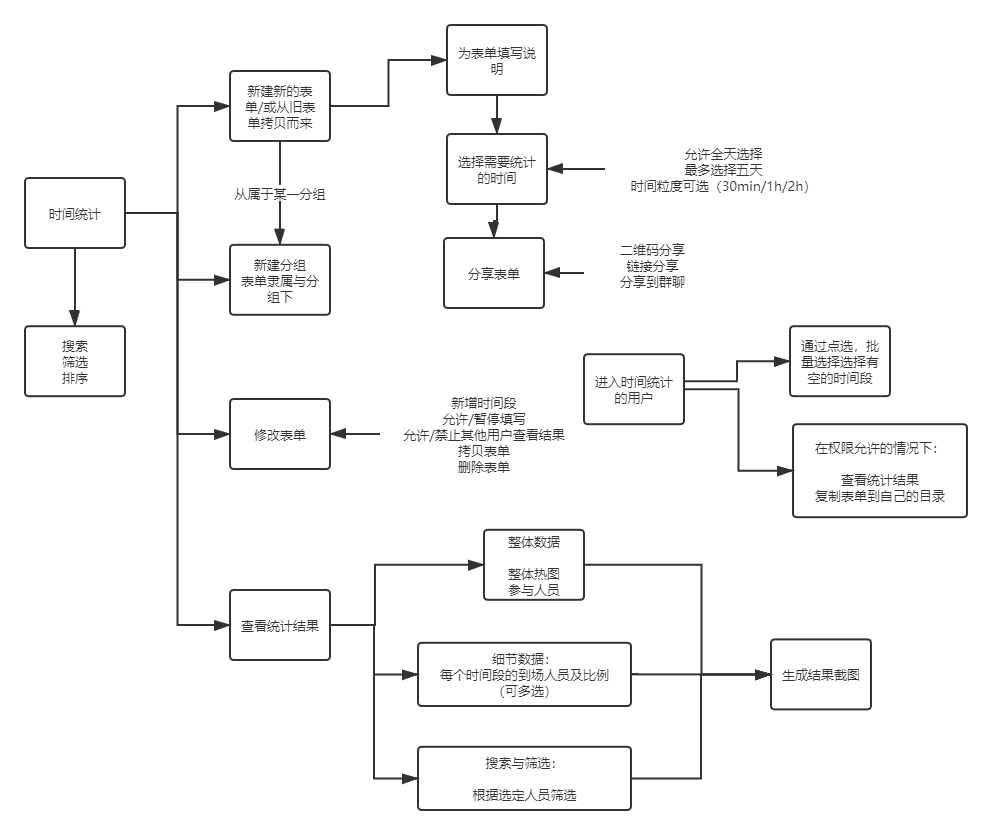 为表单填写说
明
新建新的表
单/或从旧表
单拷贝而来
选择需要统计
的时间
允许全天选择
最多选择五天
时间粒度可选（30min/1h/2h）
从属于某一分组
时间统计
新建分组
表单隶属与分
组下
分享表单
二维码分享
链接分享
分享到群聊
搜索
筛选
排序
进入时间统计
的用户
通过点选，批
量选择选择有
空的时间段
修改表单
新增时间段
允许/暂停填写
允许/禁止其他用户查看结果
拷贝表单
删除表单
在权限允许的情况下：
查看统计结果
复制表单到自己的目录
整体数据
整体热图
参与人员
查看统计结果
细节数据：
每个时间段的到场人员及比例
（可多选）
生成结果截图
搜索与筛选：
根据选定人员筛选